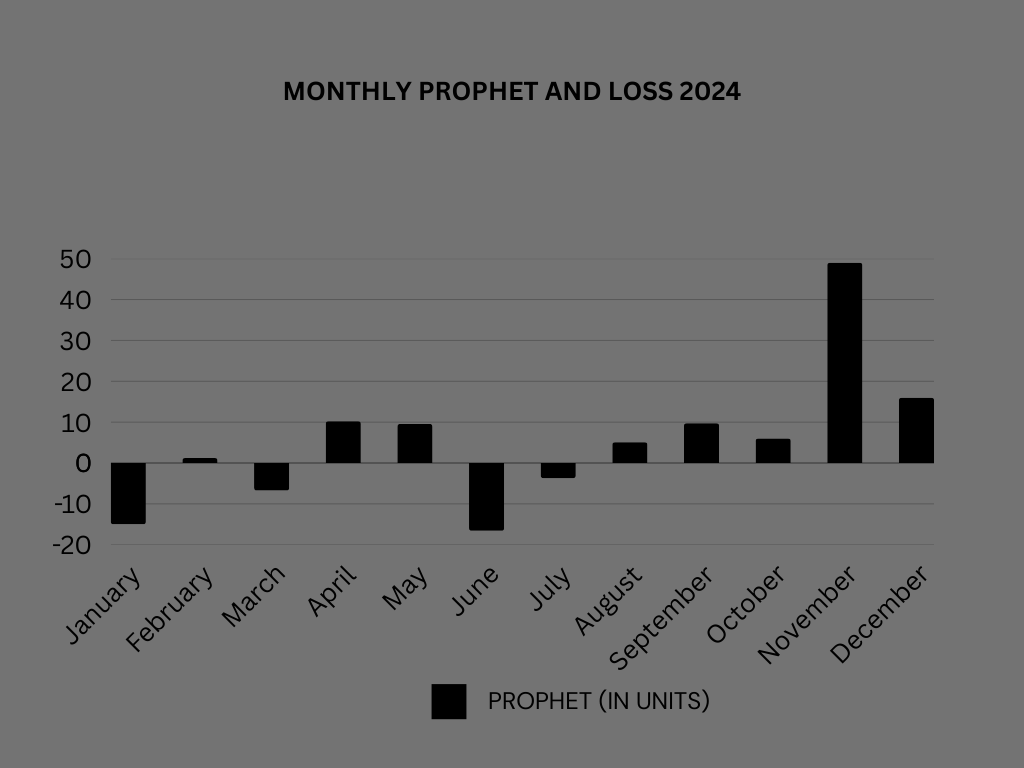 MONTHLY PROPHET AND LOSS 2024
50
40
30
20
10
0
-10
-20
January
February
March
April
May
June
July
August
September
October
November
December
PROPHET (IN UNITS)